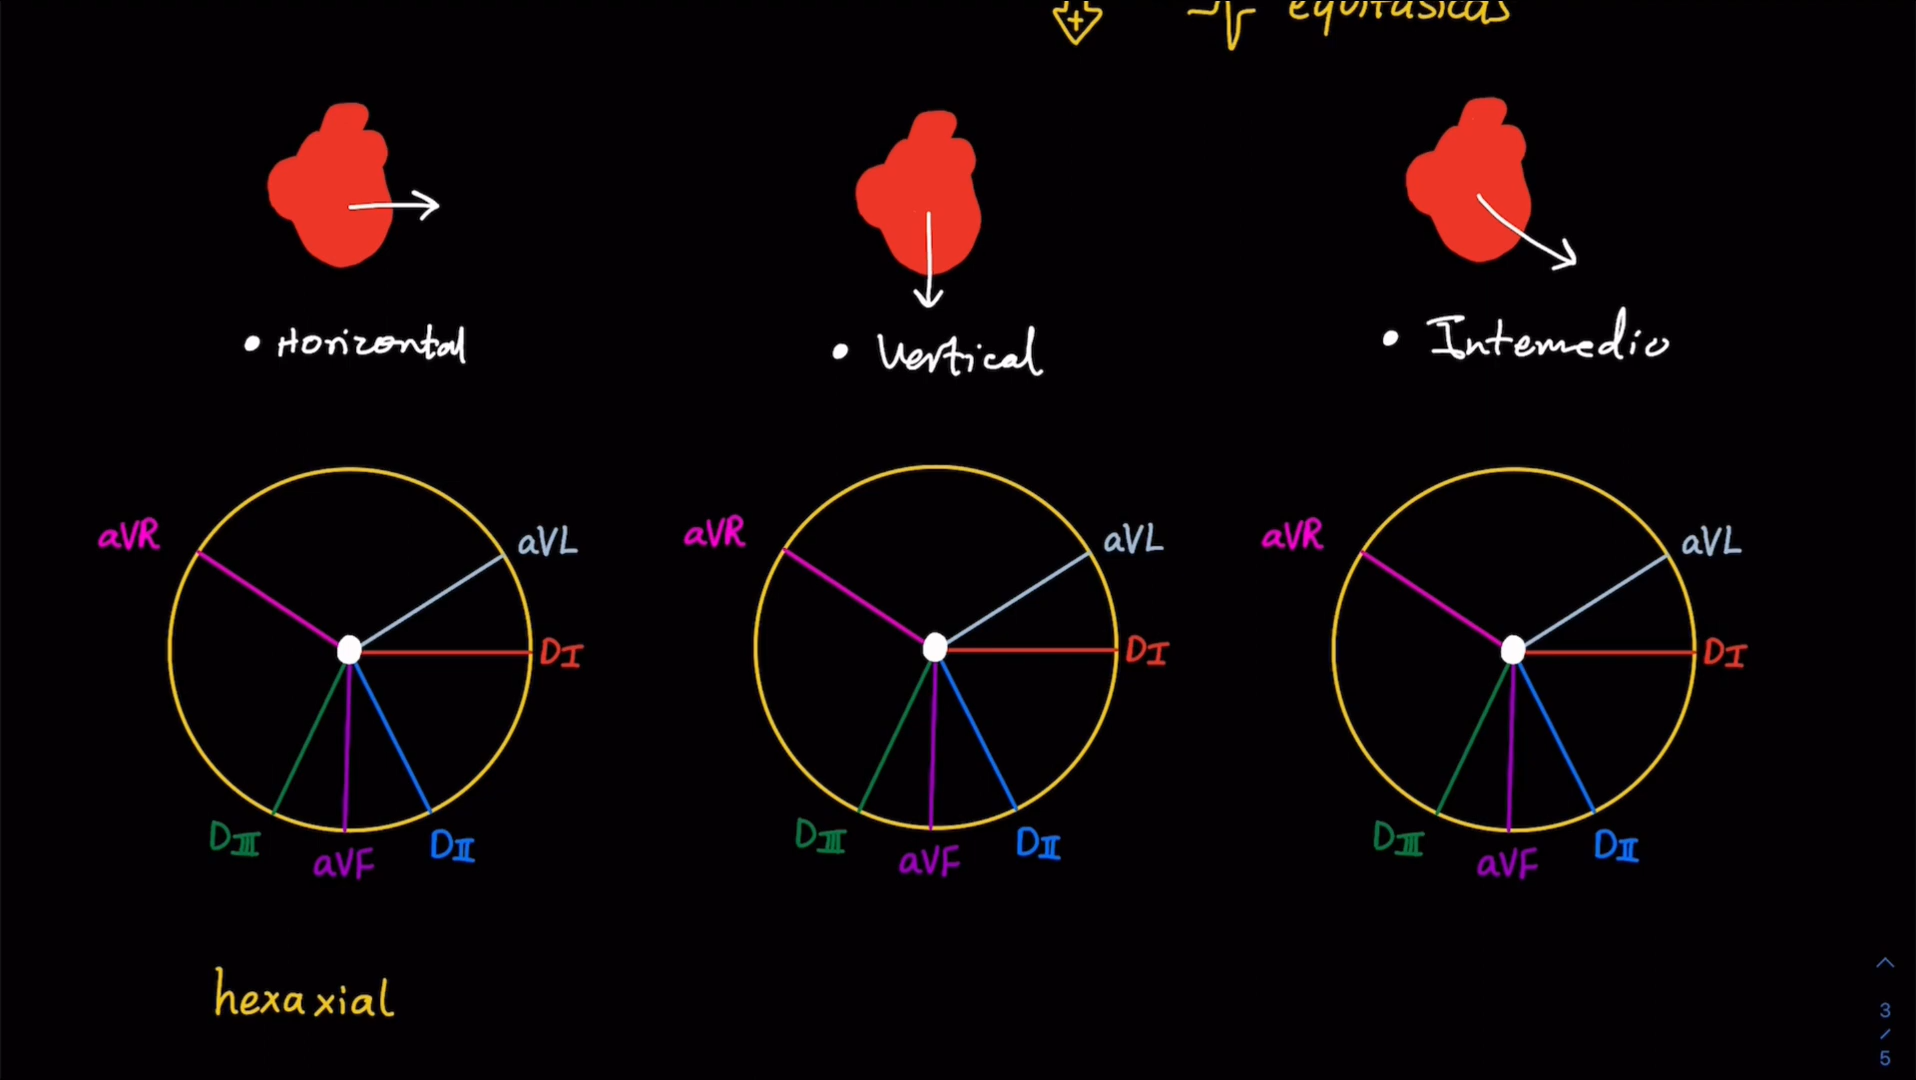 • Horizontal
• Vertical
• Intermedio
aVR aVL aVR aVL aVR aVL
DI DI DI
DIII aVF DII DIII aVF DII DIII aVF DII
hexaxial
3
/
5